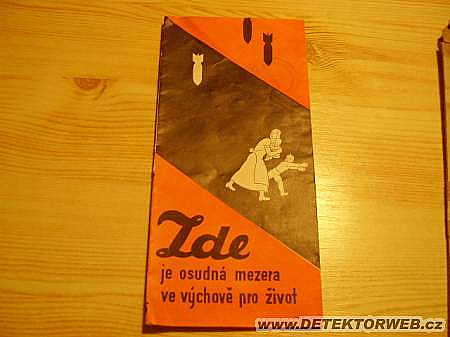 Zde
je osudná mezera
ve výchově pro život
WWW.DETEKTORWEB.cz